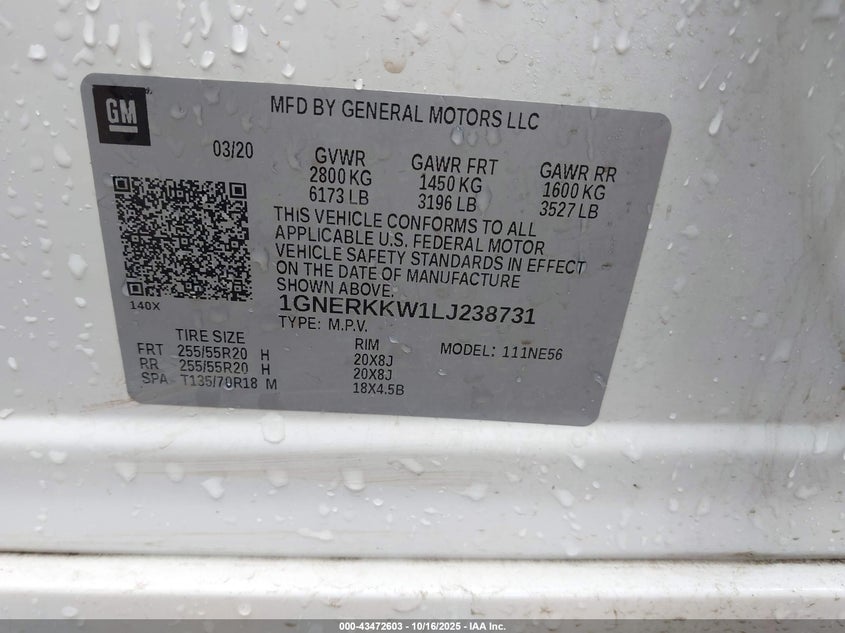 GM
MFD BY GENERAL MOTORS LLC
03/20
GVWR
2800 KG
6173 LB
GAWR FRT
1450 KG
3196 LB
GAWR RR
1600 KG
3527 LB
THIS VEHICLE CONFORMS TO ALL
APPLICABLE U.S. FEDERAL MOTOR
VEHICLE SAFETY STANDARDS IN EFFECT
ON THE DATE OF MANUFACTURE
SHOWN ABOVE.
140X
1GNERKKW1LJ238731
TYPE: M.P.V.
MODEL: 111NE56
TIRE SIZE
RIM
FRT 255/55R20 H 20X8J
RR 255/55R20 H 20X8J
SPA T135/70R18 M 18X4.5B
000-43472603 - 10/16/2025 - IAA Inc.